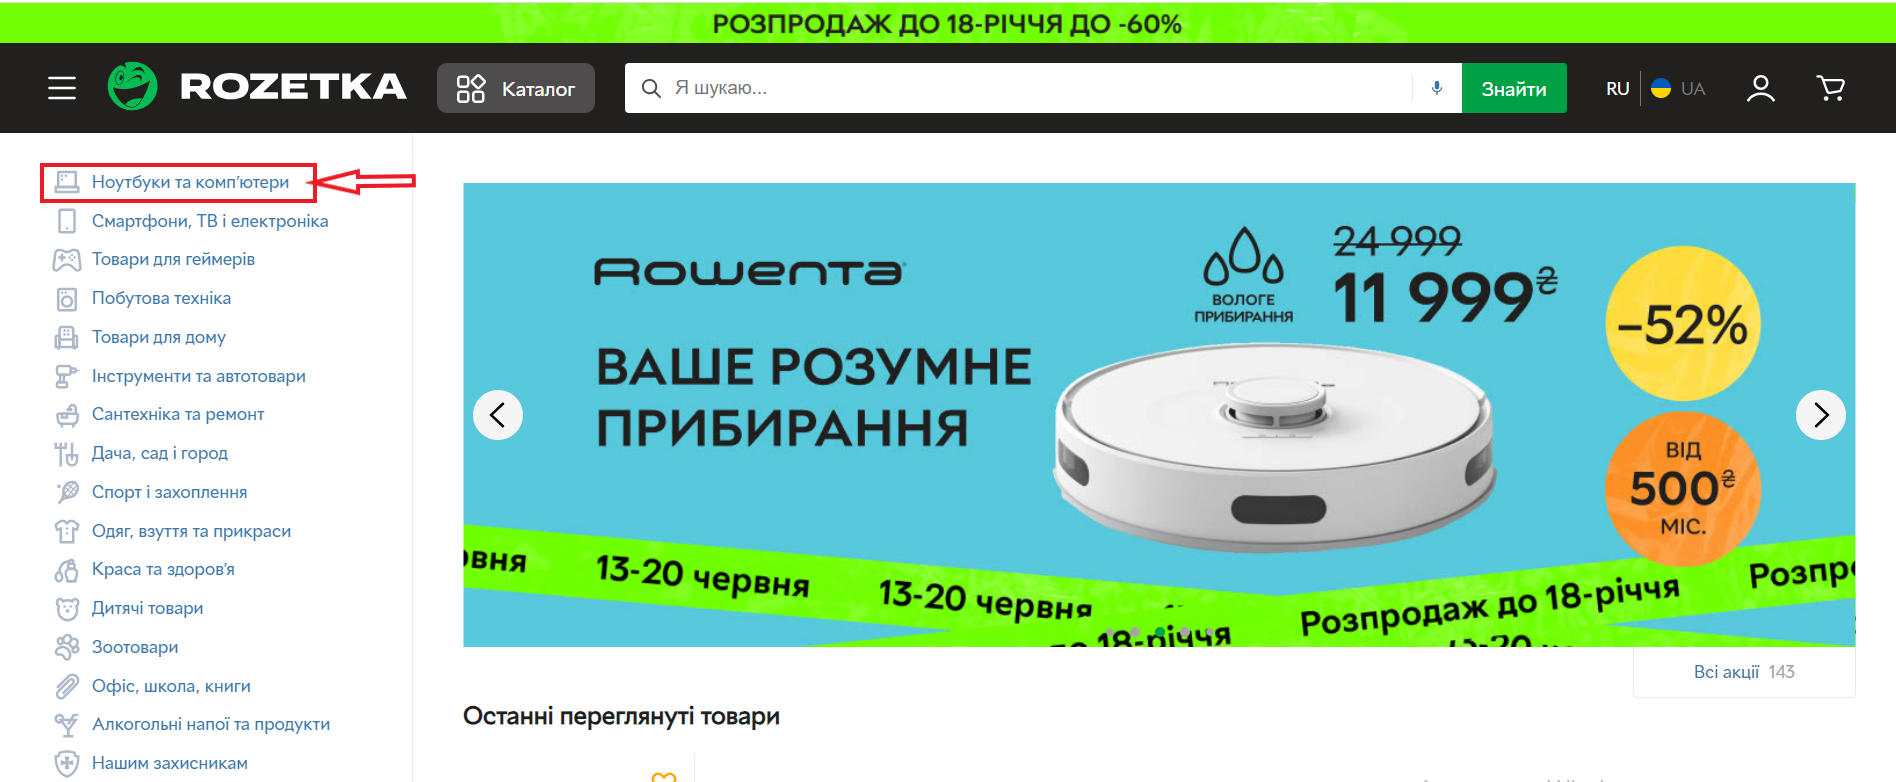 РОЗПРОДАЖ ДО 18-РІЧЧЯ ДО -60%
ROZETKA
Каталог
Я шукаю...
Знайти
RU
UA
Ноутбуки та комп'ютери
Смартфони, ТВ і електроніка
Товари для геймерів
Побутова техніка
Товари для дому
Інструменти та автотовари
Сантехніка та ремонт
Дача, сад і город
Спорт і захоплення
Одяг, взуття та прикраси
Краса та здоров'я
Дитячі товари
Зоотовари
Офіс, школа, книги
Алкогольні напої та продукти
Нашим захисникам
Rowenta
ВАШЕ РОЗУМНЕ
ПРИБИРАННЯ
ВОЛОГЕ
ПРИБИРАННЯ
24 999
11 999₴
–52%
ВІД
500₴
МІС.
13-20 червня
13-20 червня
Розпродаж до 18-річчя
18-річчя
Всі акції 143
Останні переглянуті товари